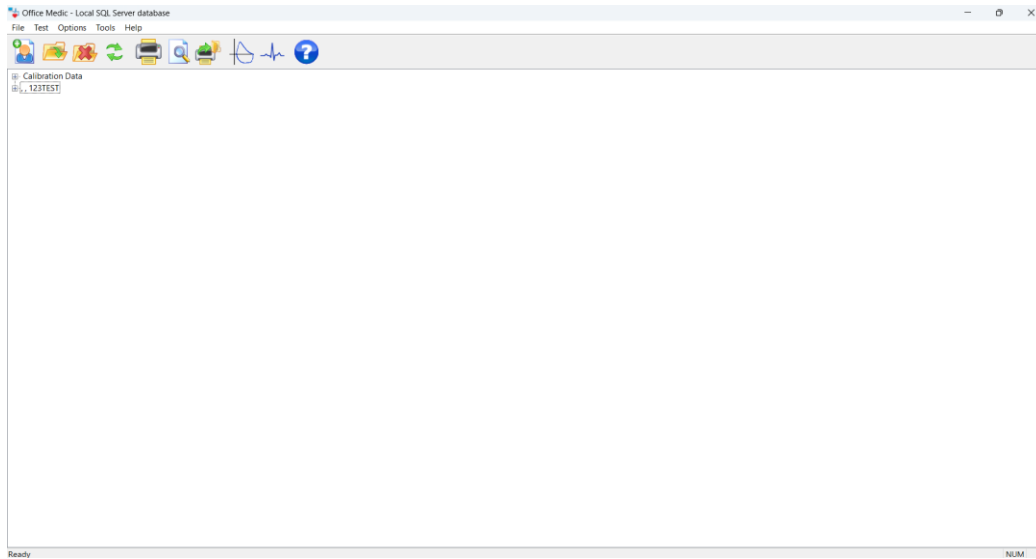 Office Medic - Local SQL Server database
File Test Options Tools Help
Calibration Data
, , 123TEST
Ready NUM